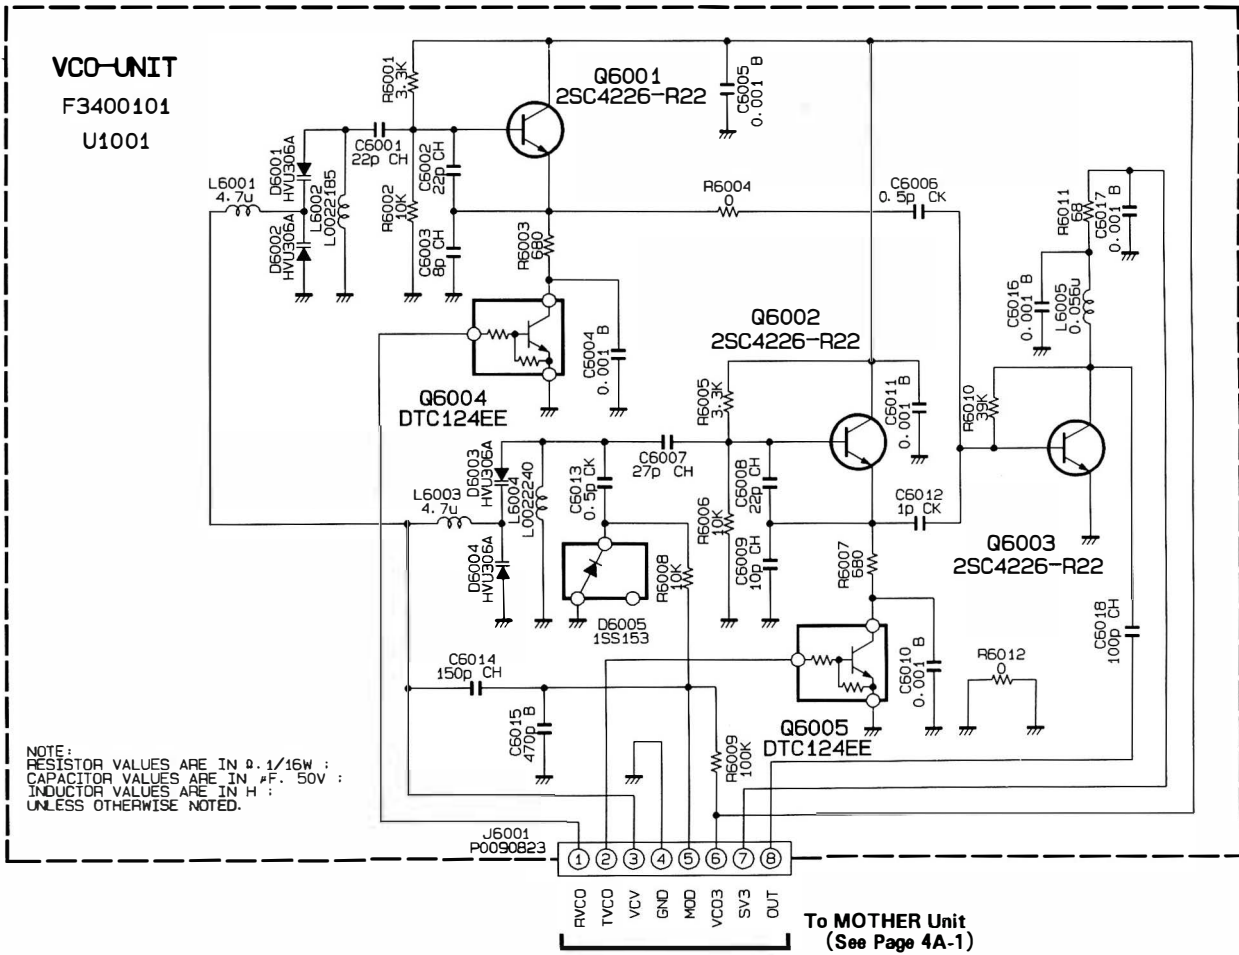 VCO-UNIT
F3400101
U1001
R6001
3.3K
Q6001
2SC4226-R22
C6005
0.001 B
D6001
HVU306A
C6001
22p CH
C6002
22p CH
L6001
4.7u
L6002
L0022185
R6002
10K
D6002
HVU306A
C6003
8p CH
R6003
680
R6004
0
C6006
0.5p CK
R6011
68
C6017
0.001 B
C6016
0.001 B
L6005
0.056u
Q6004
DTC124EE
C6004
0.001 B
Q6002
2SC4226-R22
R6005
3.3K
C6011
0.001 B
R6010
39K
D6003
HVU306A
L6003
4.7u
L6004
L0022240
C6013
0.5p CK
C6007
27p CH
C6008
22p CH
R6006
10K
C6012
1p CK
D6004
HVU306A
D6005
1SS153
R6008
10K
C6009
10p CH
R6007
680
Q6003
2SC4226-R22
C6014
150p CH
C6015
470p B
R6009
100K
Q6005
DTC124EE
C6010
0.001 B
R6012
0
C6018
100p CH
NOTE:
RESISTOR VALUES ARE IN Ω. 1/16W :
CAPACITOR VALUES ARE IN μF. 50V :
INDUCTOR VALUES ARE IN H :
UNLESS OTHERWISE NOTED.
J6001
P0090823
1 2 3 4 5 6 7 8
RVCO
TVCO
VCV
GND
MOD
VCO3
SV3
OUT
To MOTHER Unit
(See Page 4A-1)